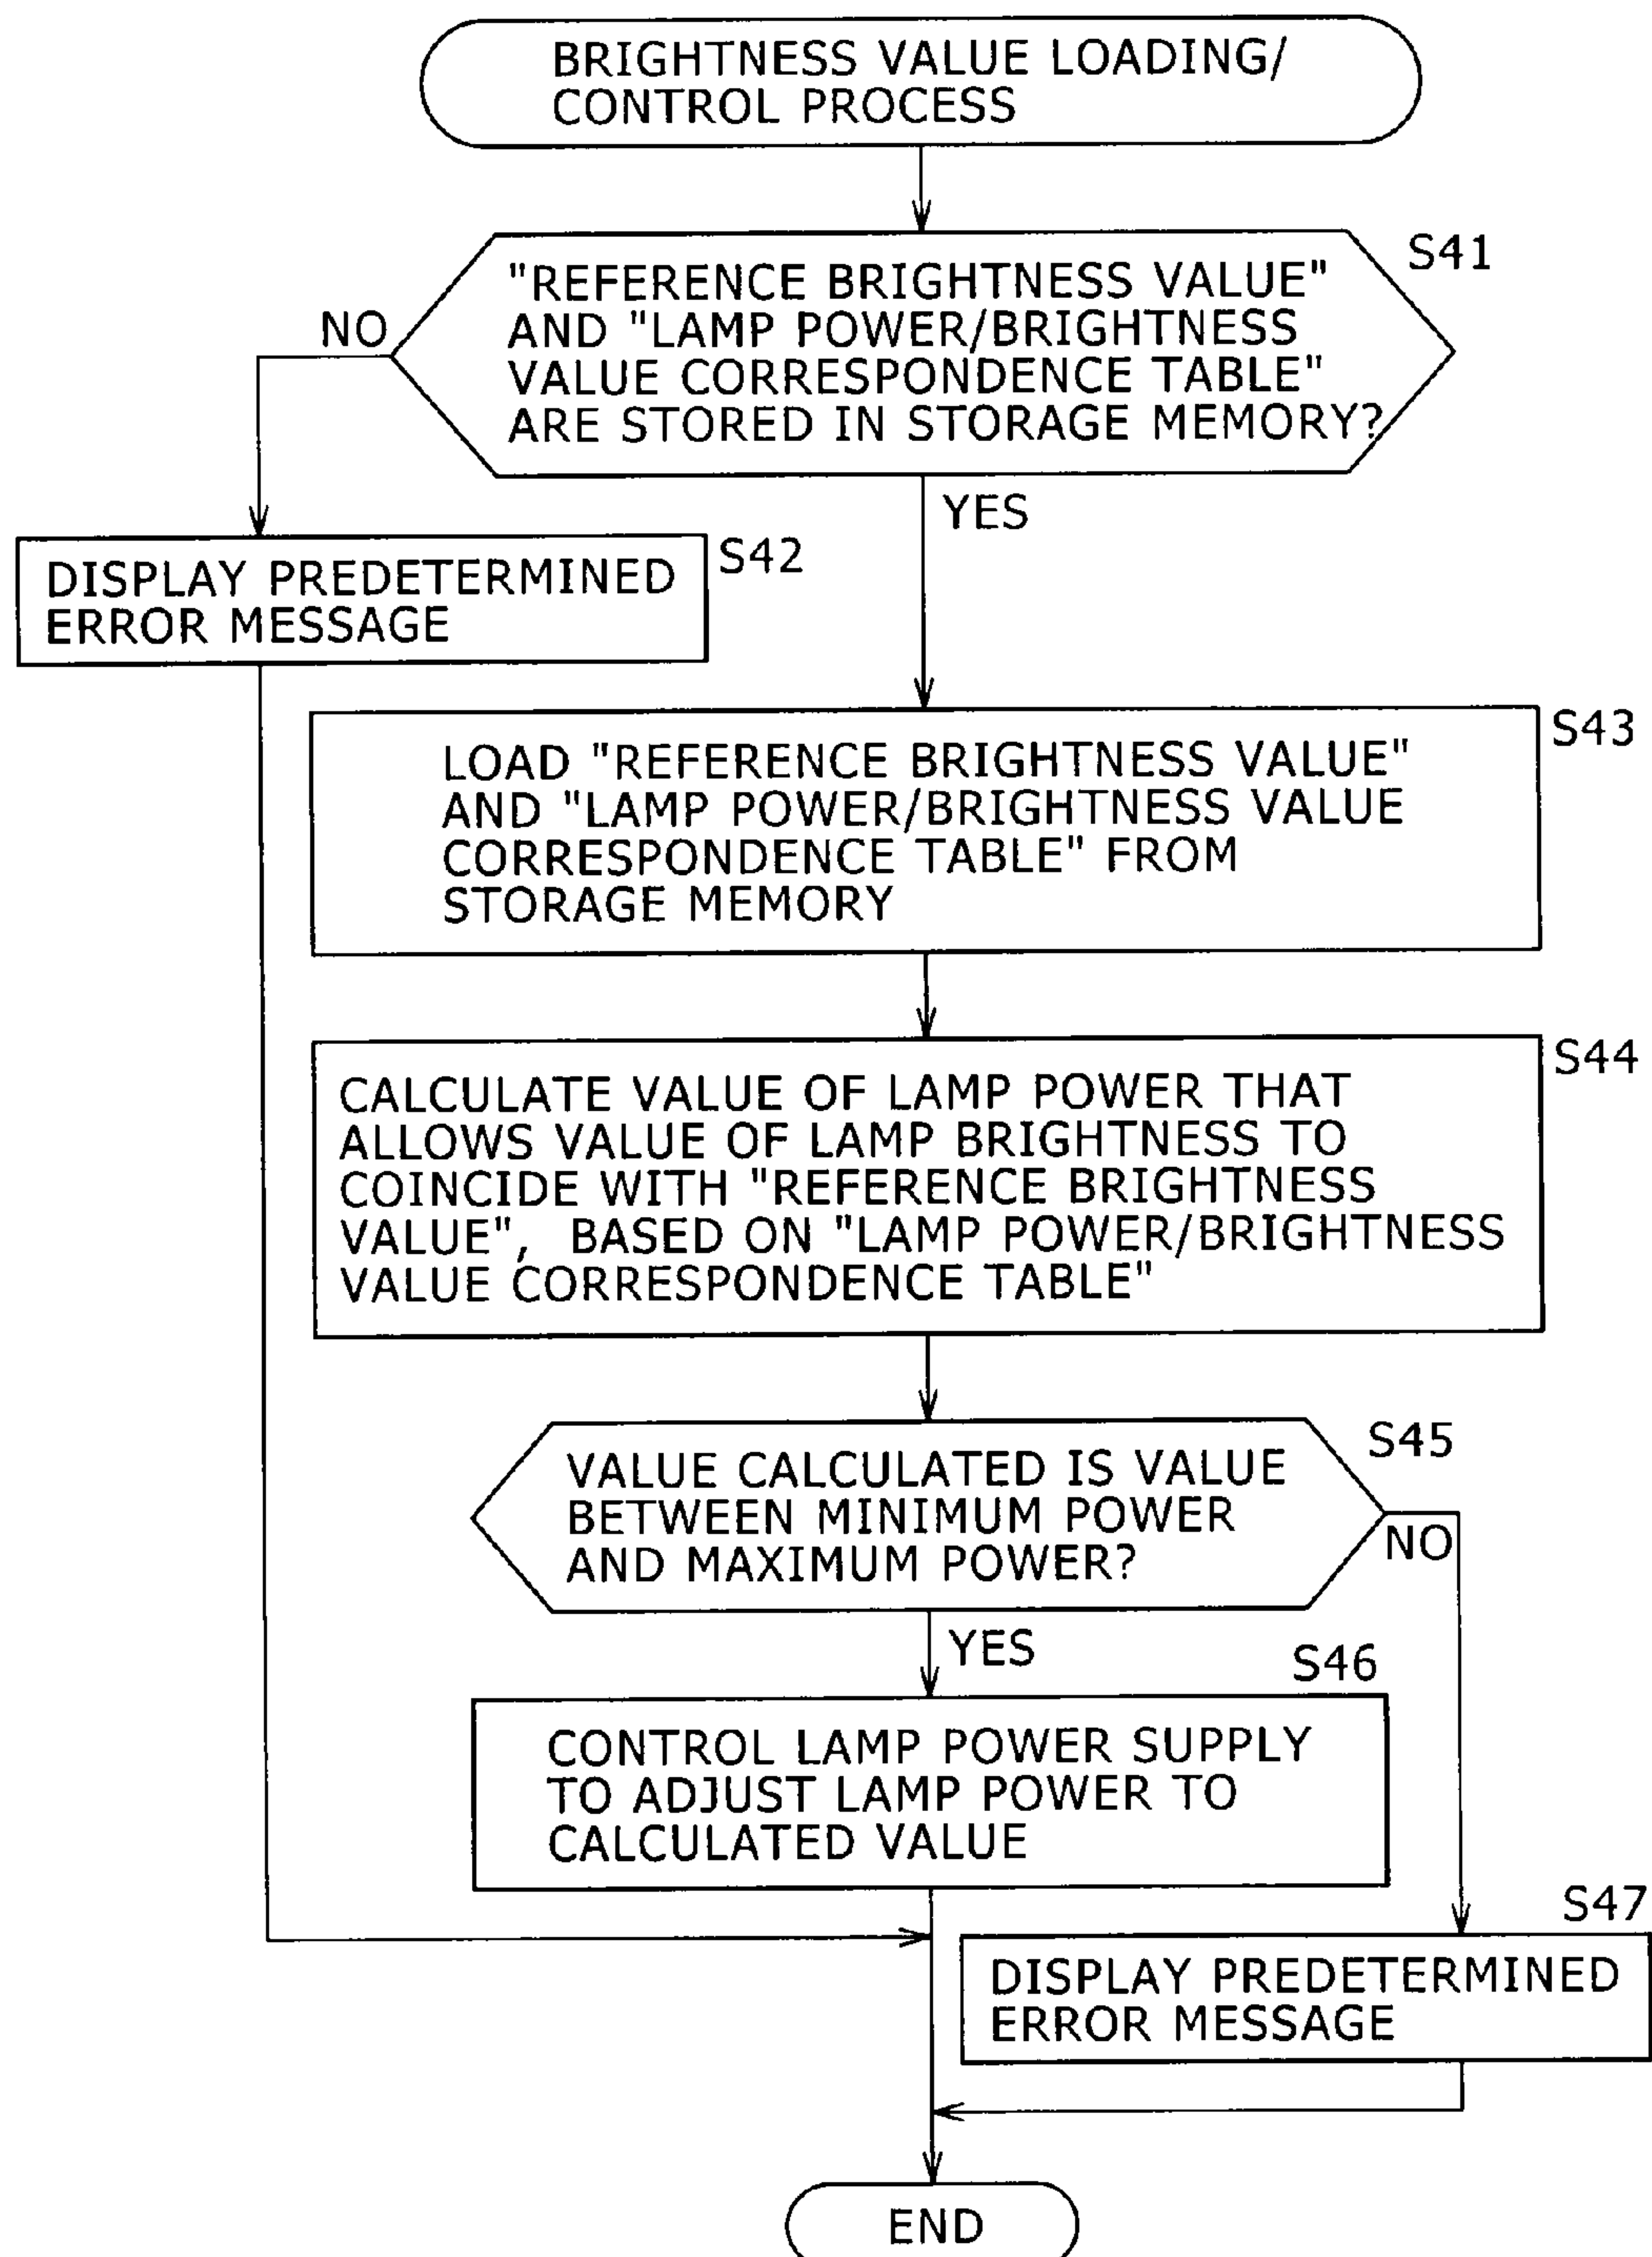 BRIGHTNESS VALUE LOADING/
CONTROL PROCESS
S41
"REFERENCE BRIGHTNESS VALUE"
AND "LAMP POWER/BRIGHTNESS
VALUE CORRESPONDENCE TABLE"
ARE STORED IN STORAGE MEMORY?
NO
YES
S42
DISPLAY PREDETERMINED
ERROR MESSAGE
S43
LOAD "REFERENCE BRIGHTNESS VALUE"
AND "LAMP POWER/BRIGHTNESS VALUE
CORRESPONDENCE TABLE" FROM
STORAGE MEMORY
S44
CALCULATE VALUE OF LAMP POWER THAT
ALLOWS VALUE OF LAMP BRIGHTNESS TO
COINCIDE WITH "REFERENCE BRIGHTNESS
VALUE", BASED ON "LAMP POWER/BRIGHTNESS
VALUE CORRESPONDENCE TABLE"
S45
VALUE CALCULATED IS VALUE
BETWEEN MINIMUM POWER
AND MAXIMUM POWER?
NO
YES
S46
CONTROL LAMP POWER SUPPLY
TO ADJUST LAMP POWER TO
CALCULATED VALUE
S47
DISPLAY PREDETERMINED
ERROR MESSAGE
END